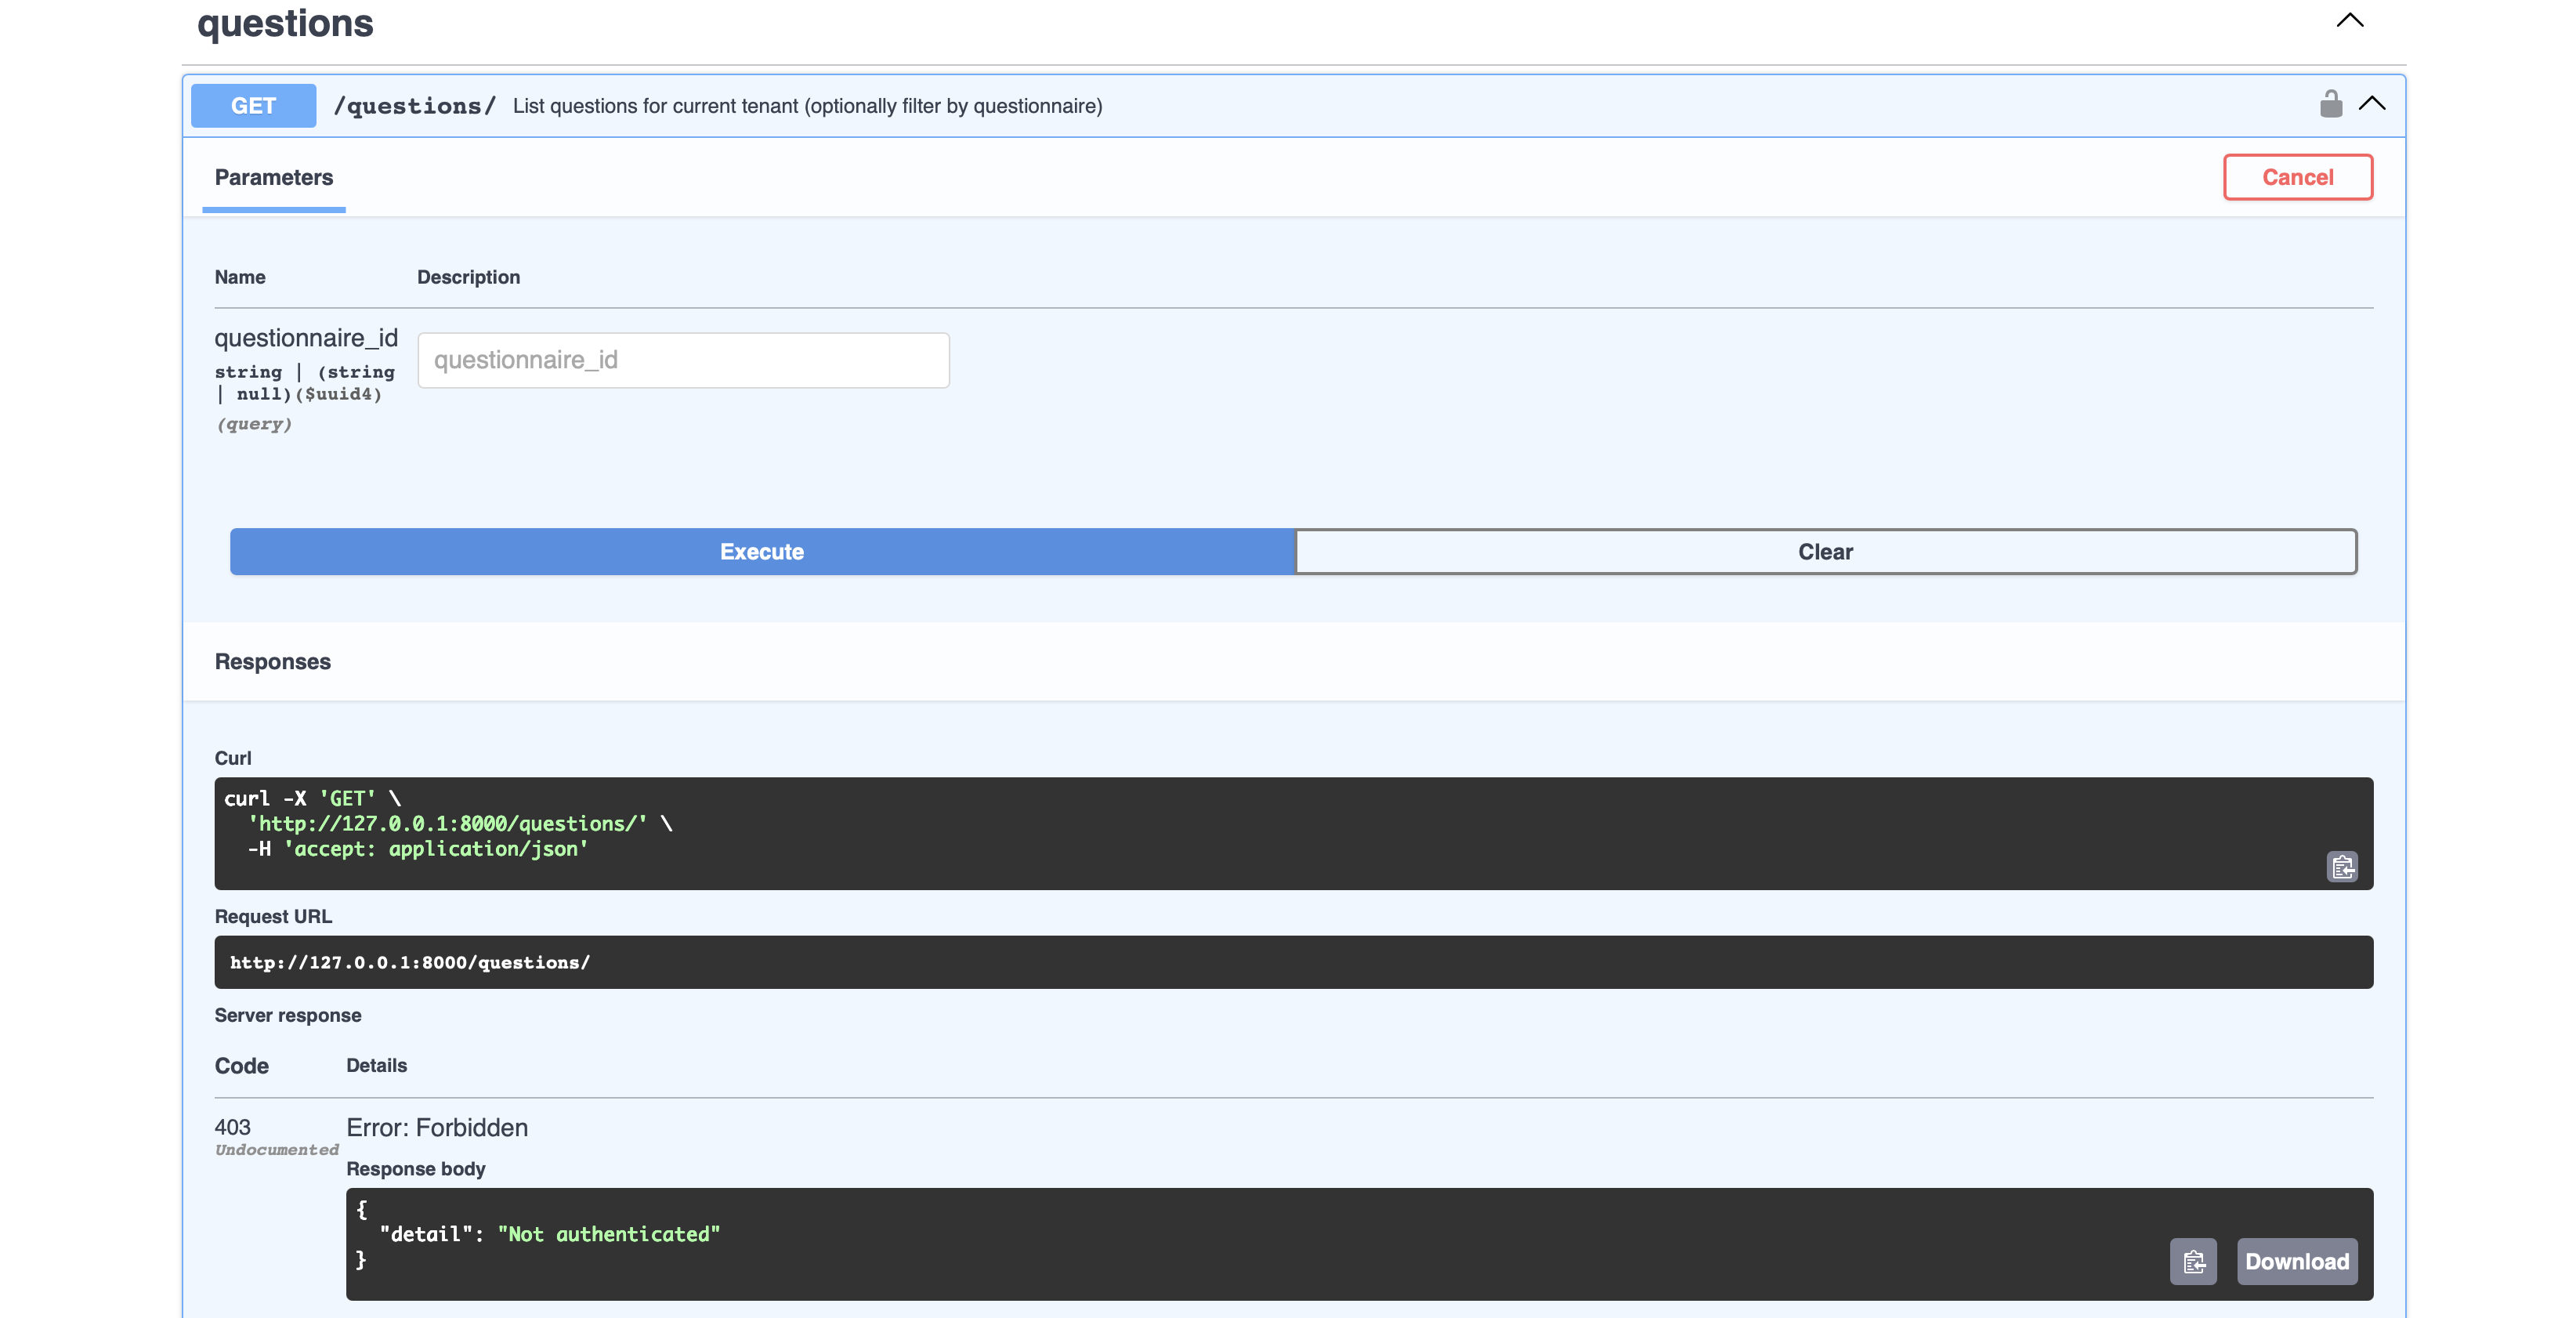 questions
GET /questions/ List questions for current tenant (optionally filter by questionnaire)
Parameters
Cancel
Name Description
questionnaire_id
string | (string
| null)($uuid4)
(query)
questionnaire_id
Execute Clear
Responses
Curl
curl -X 'GET' \
'http://127.0.0.1:8000/questions/' \
-H 'accept: application/json'
Request URL
http://127.0.0.1:8000/questions/
Server response
Code Details
403
Undocumented
Error: Forbidden
Response body
{
"detail": "Not authenticated"
}
Download